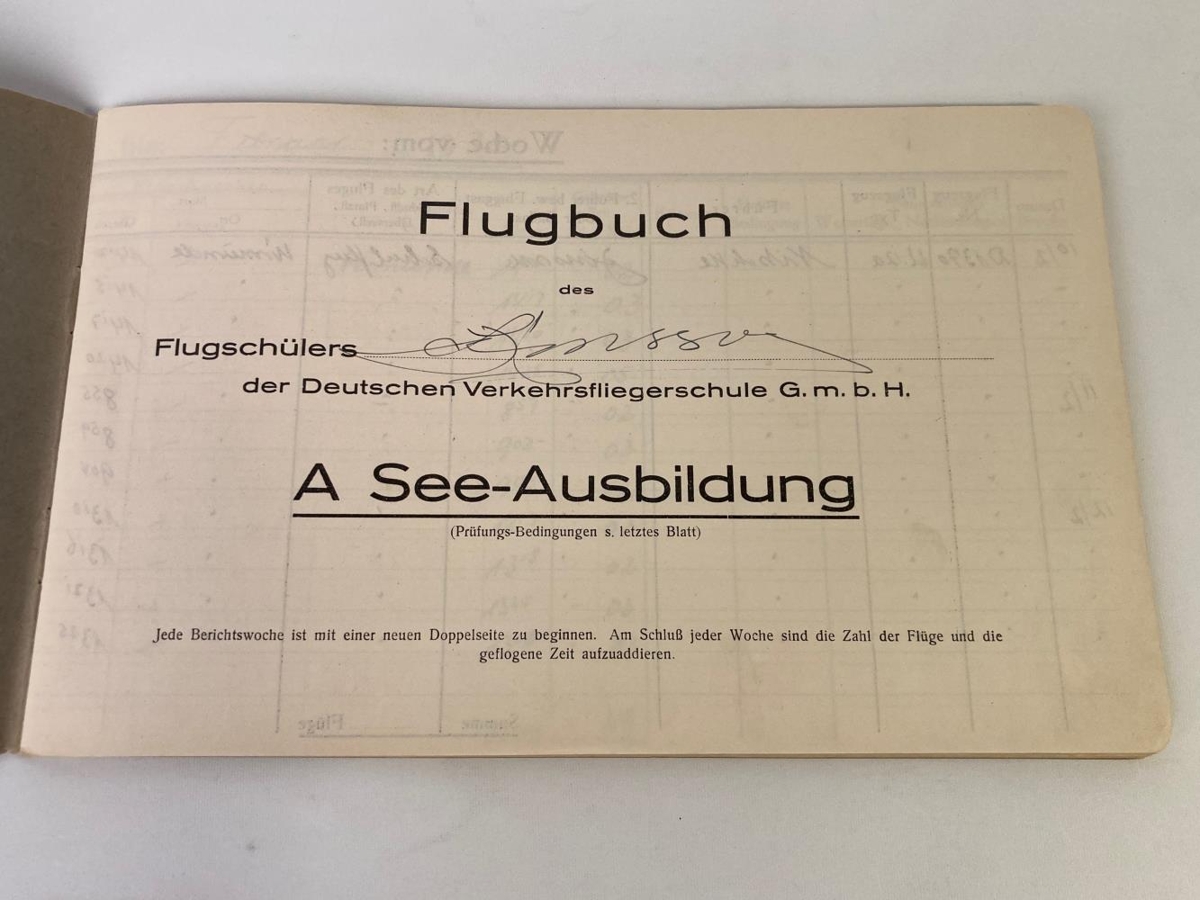 Flugbuch
des
Flugschülers
der Deutschen Verkehrsfliegerschule G. m. b. H.
A See-Ausbildung
(Prüfungs-Bedingungen s. letztes Blatt)
Jede Berichtswoche ist mit einer neuen Doppelseite zu beginnen. Am Schluß jeder Woche sind die Zahl der Flüge und die
geflogene Zeit aufzuaddieren.